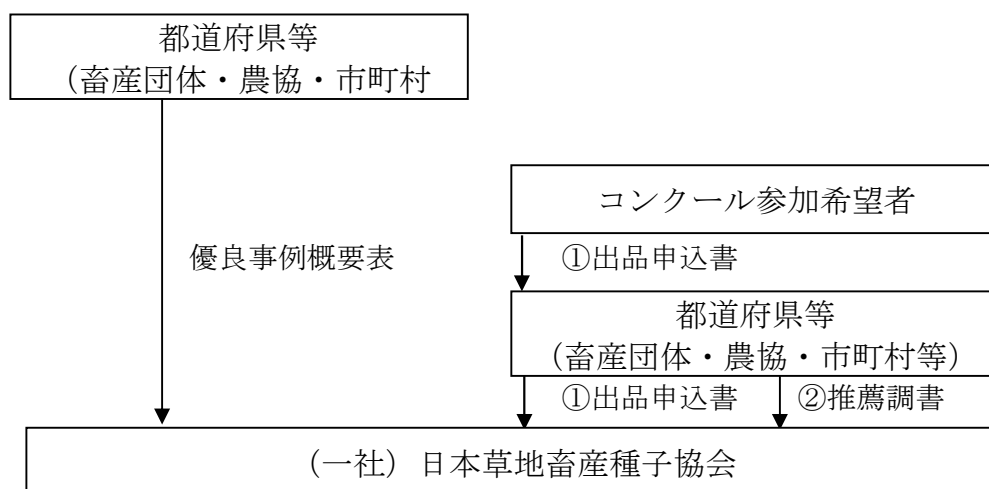 都道府県等
（畜産団体・農協・市町村
コンクール参加希望者
優良事例概要表
①出品申込書
都道府県等
（畜産団体・農協・市町村等）
①出品申込書
②推薦調書
（一社）日本草地畜産種子協会